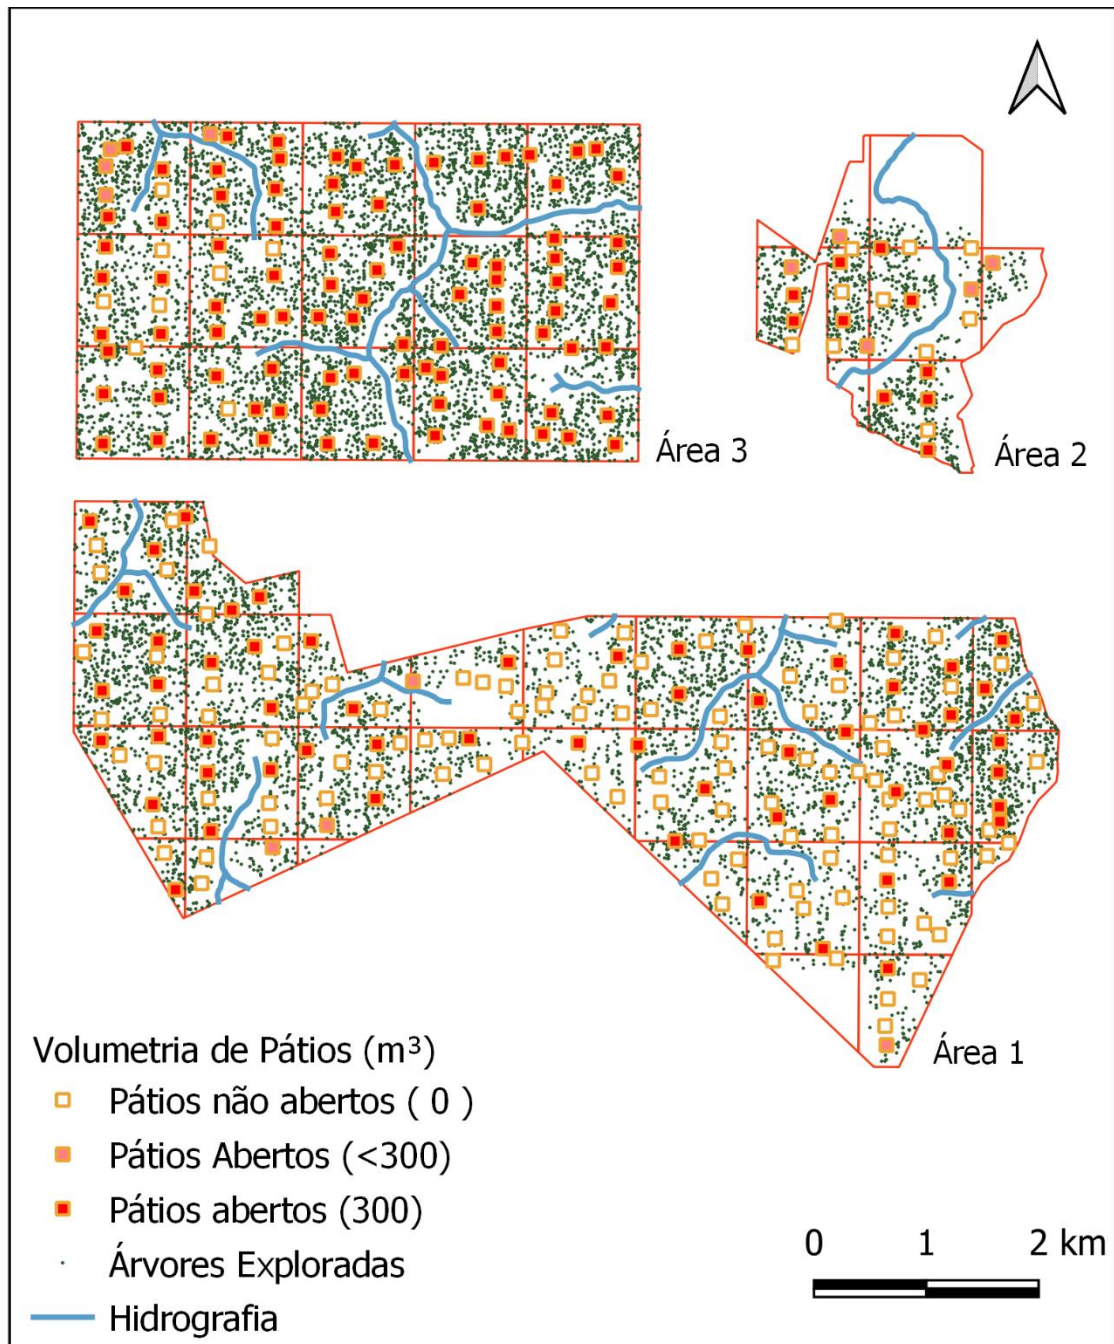 Área 3
Área 2
Área 1
Volumetria de Pátios (m³)
Pátios não abertos ( 0 )
Pátios Abertos (<300)
Pátios abertos (300)
Árvores Exploradas
Hidrografia
0 1 2 km